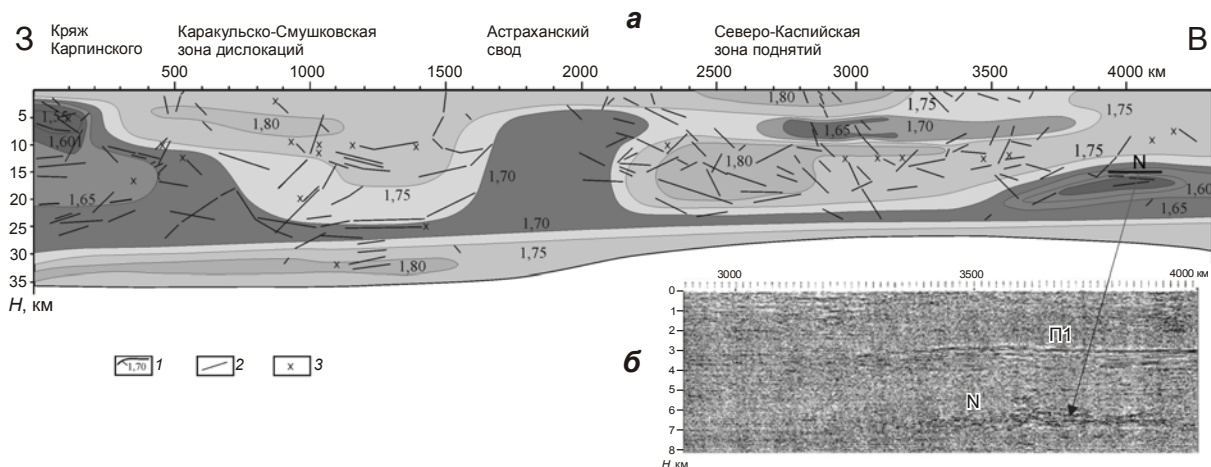 а
З
В
Кряж
Карпинского
Каракульско-Смушковская
зона дислокаций
Астраханский
свод
Северо-Каспийская
зона поднятий
500 1000 1500 2000 2500 3000 3500 4000 км
5
10
15
20
25
30
35
Н, км
1,55
1,60
1,65
1,80
1,75
1,70
1,70
1,75
1,80
1,80
1,75
1,65
1,70
1,80
1,75
1,75
N
1,60
1,65
1,70 1 2 x 3
б
3000 3500 4000 км
0
1
2
3
4
5
6
7
8
Н, км
П1
N